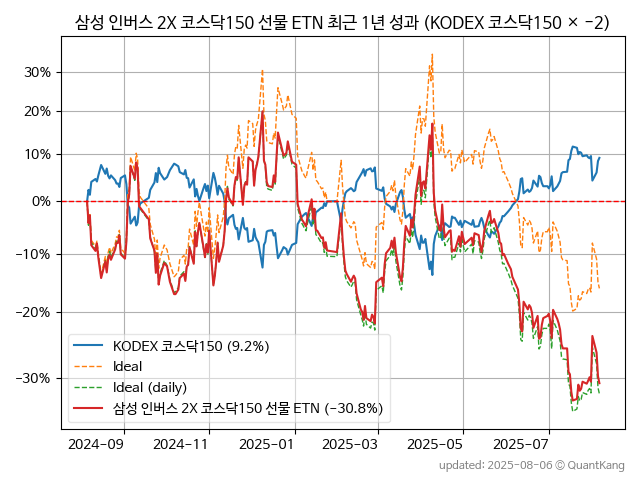 삼성 인버스 2X 코스닥150 선물 ETN 최근 1년 성과 (KODEX 코스닥150 × −2)
30%
20%
10%
0%
−10%
−20%
−30%
KODEX 코스닥150 (9.2%)
Ideal
Ideal (daily)
삼성 인버스 2X 코스닥150 선물 ETN (−30.8%)
2024-09
2024-11
2025-01
2025-03
2025-05
2025-07
updated: 2025-08-06 © QuantKang